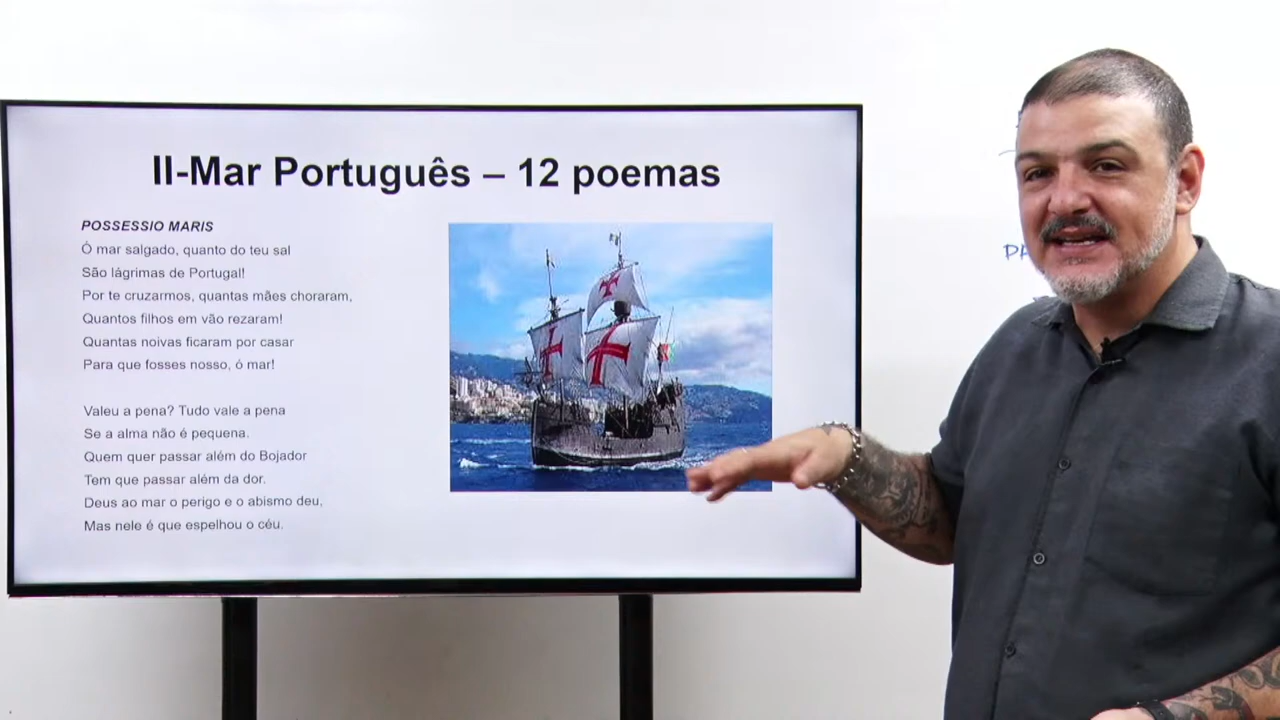 II-Mar Português – 12 poemas
POSSESSIO MARIS
Ó mar salgado, quanto do teu sal
São lágrimas de Portugal!
Por te cruzarmos, quantas mães choraram,
Quantos filhos em vão rezaram!
Quantas noivas ficaram por casar
Para que fosses nosso, ó mar!
Valeu a pena? Tudo vale a pena
Se a alma não é pequena.
Quem quer passar além do Bojador
Tem que passar além da dor.
Deus ao mar o perigo e o abismo deu,
Mas nele é que espelhou o céu.